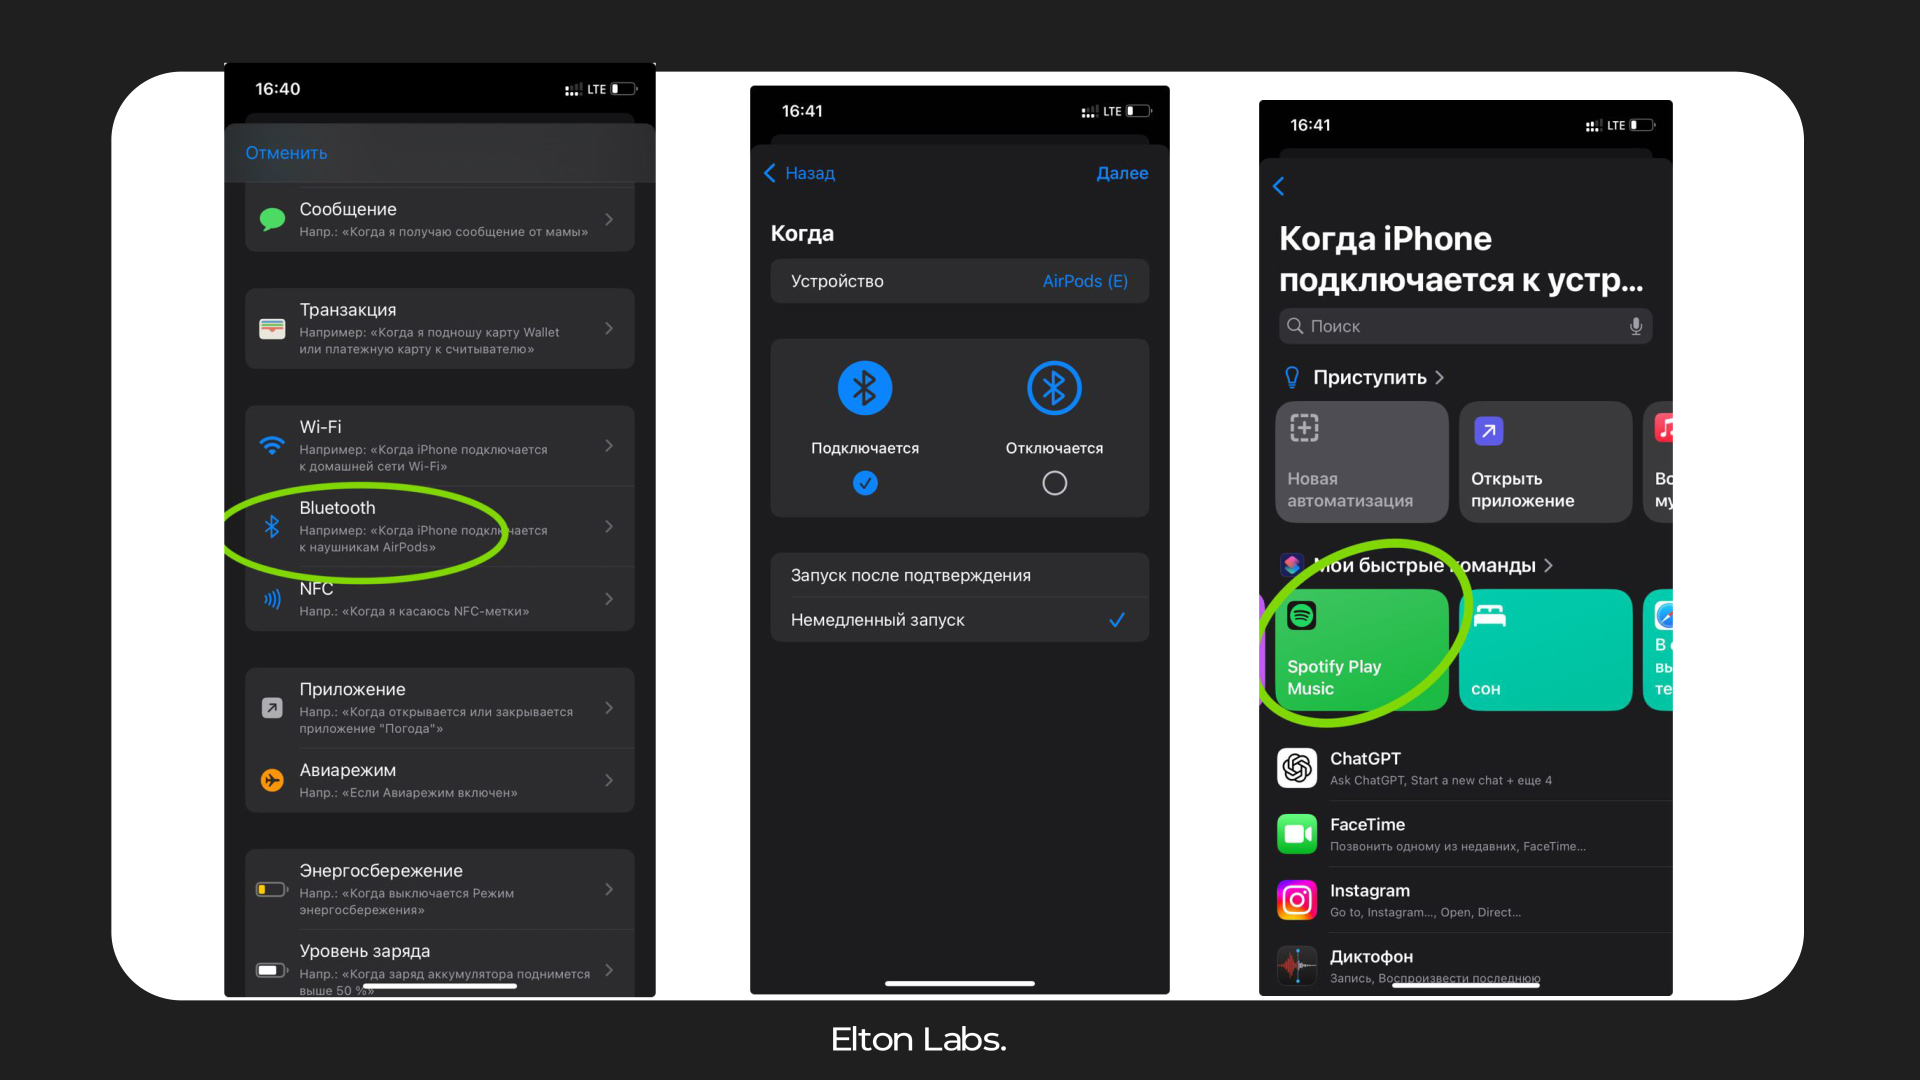 16:40
LTE
Отменить
Сообщение
Напр.: «Когда я получаю сообщение от мамы»
Транзакция
Например: «Когда я подношу карту Wallet
или платежную карту к считывателю»
Wi-Fi
Например: «Когда iPhone подключается
к домашней сети Wi-Fi»
Bluetooth
Например: «Когда iPhone подключается
к наушникам AirPods»
NFC
Напр.: «Когда я касаюсь NFC-метки»
Приложение
Напр.: «Когда открывается или закрывается
приложение "Погода"»
Авиарежим
Напр.: «Если Авиарежим включен»
Энергосбережение
Напр.: «Когда выключается Режим
энергосбережения»
Уровень заряда
Напр.: «Когда заряд аккумулятора поднимется
выше 50 %»
16:41
LTE
Назад
Далее
Когда
Устройство
AirPods (E)
Подключается
Отключается
Запуск после подтверждения
Немедленный запуск
16:41
LTE
Когда iPhone
подключается к устр...
Поиск
Приступить
Новая
автоматизация
Открыть
приложение
Вс
му
Мои быстрые команды
Spotify Play
Music
сон
В
вы
те
ChatGPT
Ask ChatGPT, Start a new chat + еще 4
FaceTime
Позвонить одному из недавних, FaceTime...
Instagram
Go to, Instagram..., Open, Direct...
Диктофон
Запись, Воспроизвести последнюю
Elton Labs.